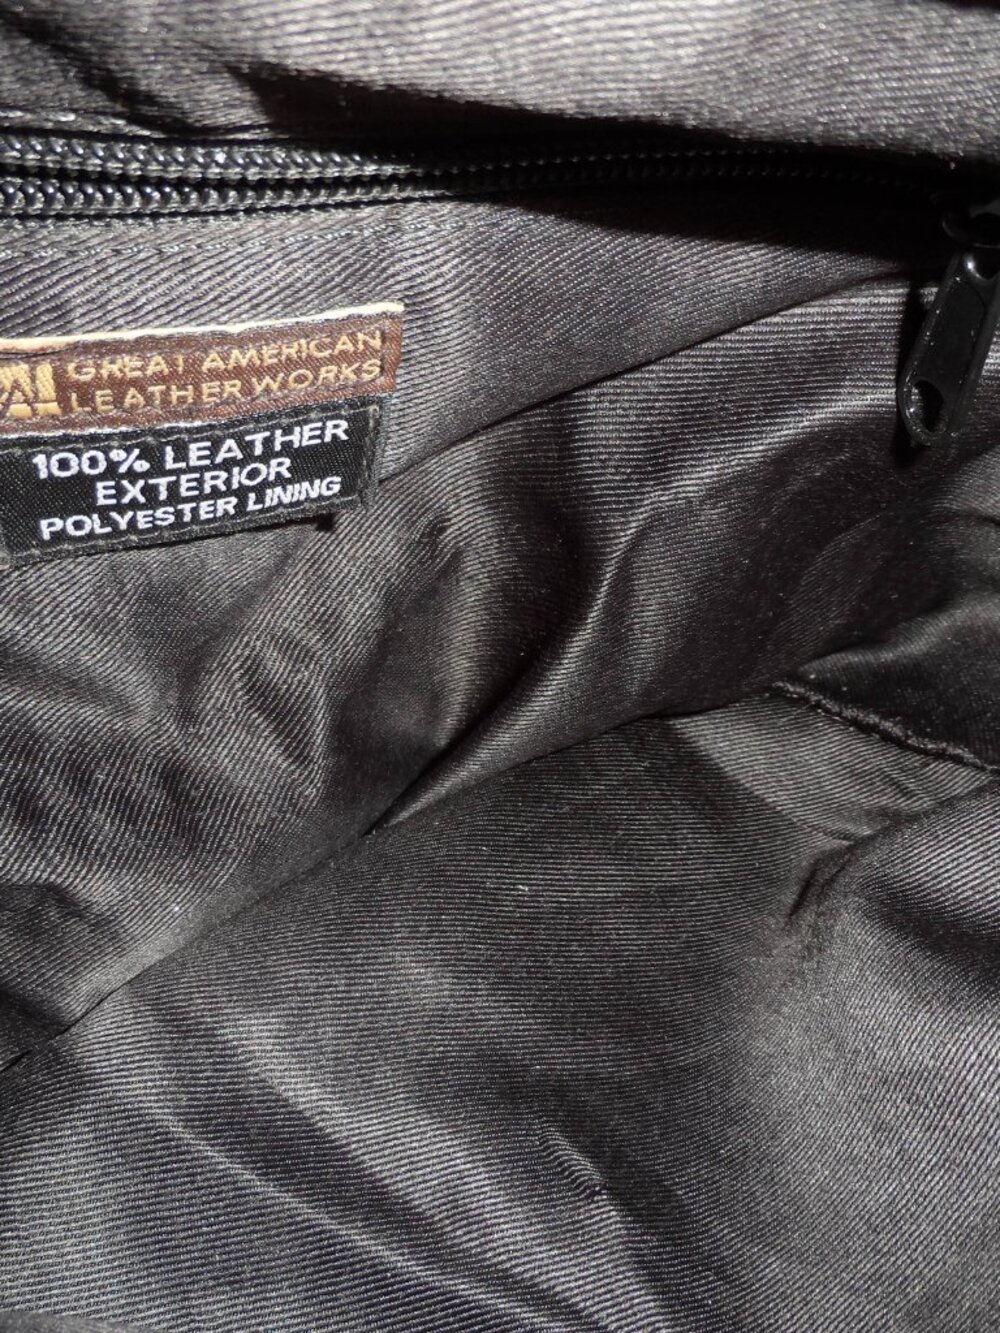 GREAT AMERICAN
LEATHER WORKS
100% LEATHER
EXTERIOR
POLYESTER LINING